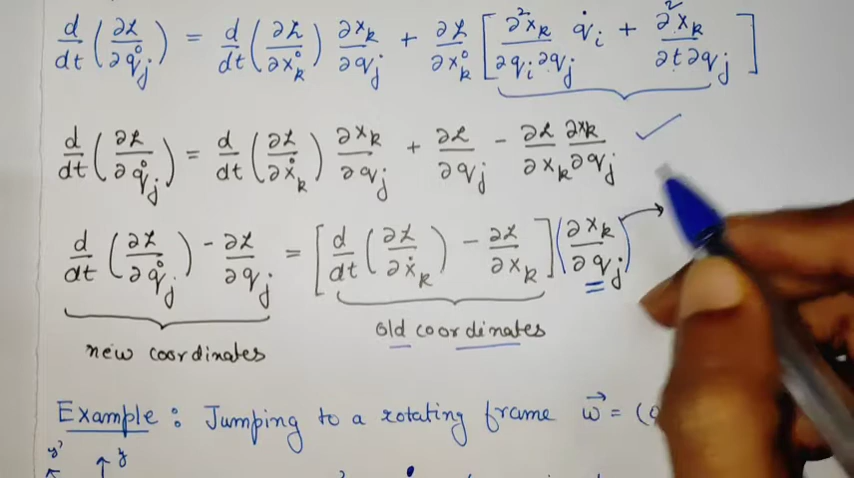 d/dt (∂ℒ/∂q̇_j) = d/dt (∂ℒ/∂ẋ_k) ∂x_k/∂q_j + ∂ℒ/∂ẋ_k [ ∂²x_k/∂q_i∂q_j q̇_i + ∂²x_k/∂t∂q_j ]
d/dt (∂ℒ/∂q̇_j) = d/dt (∂ℒ/∂ẋ_k) ∂x_k/∂q_j + ∂ℒ/∂q_j − ∂ℒ/∂x_k ∂x_k/∂q_j ✓
d/dt (∂ℒ/∂q̇_j) − ∂ℒ/∂q_j = [ d/dt (∂ℒ/∂ẋ_k) − ∂ℒ/∂x_k ] (∂x_k/∂q_j) →
new coordinates old coordinates
Example : Jumping to a rotating frame ω⃗ = (
y' y